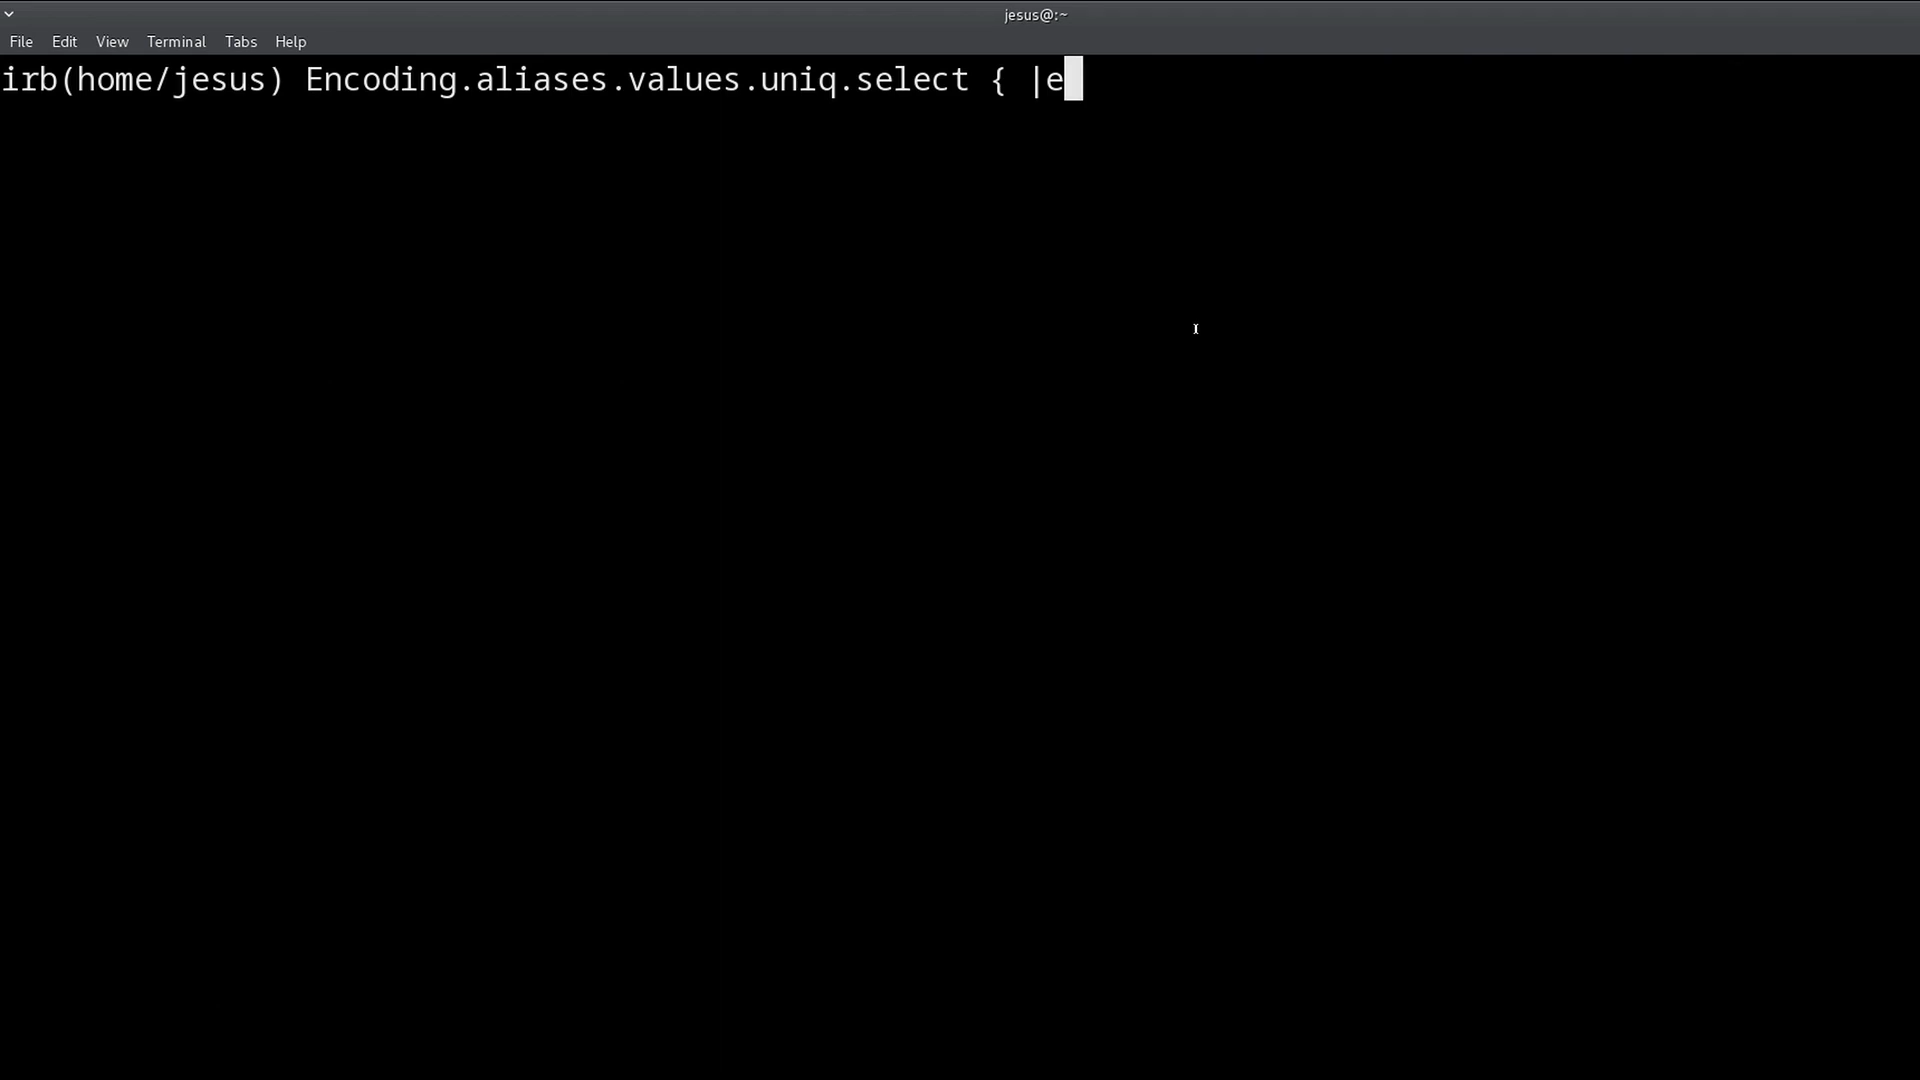 jesus@:~
File Edit View Terminal Tabs Help
irb(home/jesus) Encoding.aliases.values.uniq.select { |e